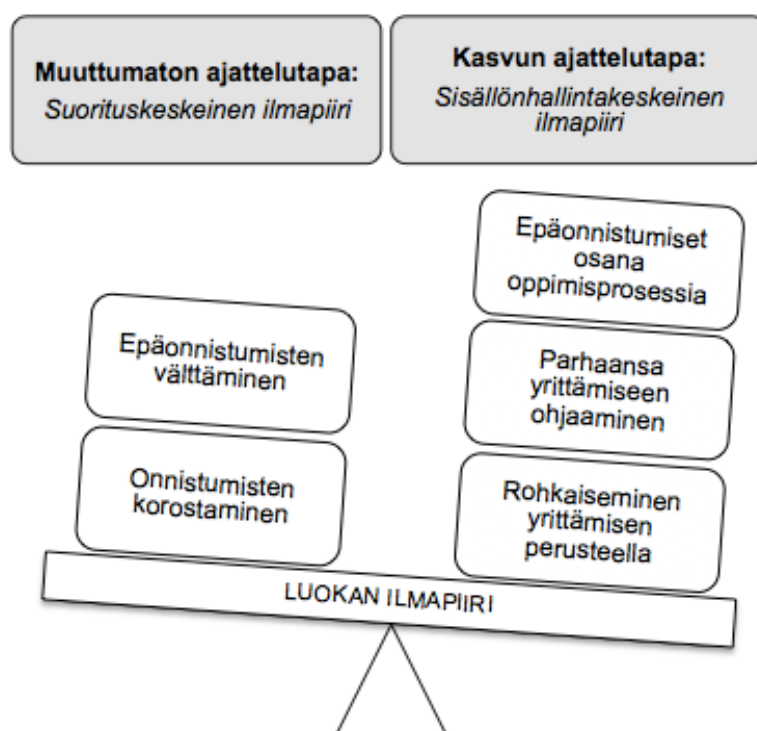 Muuttumaton ajattelutapa:
Suorituskeskeinen ilmapiiri
Kasvun ajattelutapa:
Sisällönhallintakeskeinen
ilmapiiri
Epäonnistumisten
välttäminen
Onnistumisten
korostaminen
Epäonnistumiset
osana
oppimisprosessia
Parhaansa
yrittämiseen
ohjaaminen
Rohkaiseminen
yrittämisen
perusteella
LUOKAN ILMAPIIRI